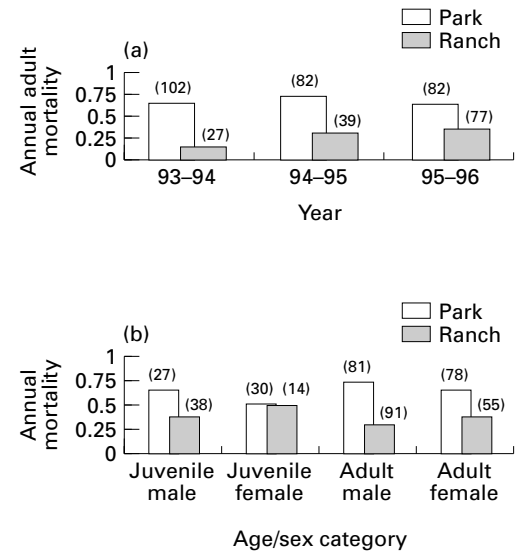 Park
Ranch
(a)
Annual adult
mortality
1
0.75
0.5
0.25
0
(102)
(27)
(82)
(39)
(82)
(77)
93–94
94–95
95–96
Year
Park
Ranch
(b)
Annual
mortality
1
0.75
0.5
0.25
0
(27)
(38)
(30)
(14)
(81)
(91)
(78)
(55)
Juvenile
male
Juvenile
female
Adult
male
Adult
female
Age/sex category